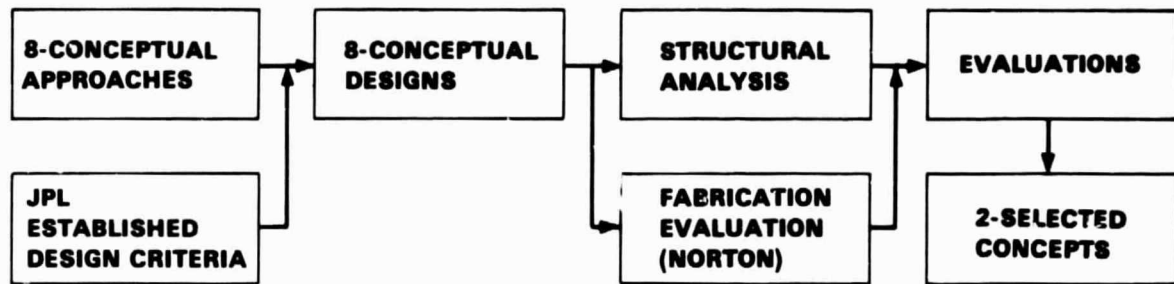 8-CONCEPTUAL
APPROACHES
8-CONCEPTUAL
DESIGNS
STRUCTURAL
ANALYSIS
EVALUATIONS
JPL
ESTABLISHED
DESIGN CRITERIA
FABRICATION
EVALUATION
(NORTON)
2-SELECTED
CONCEPTS